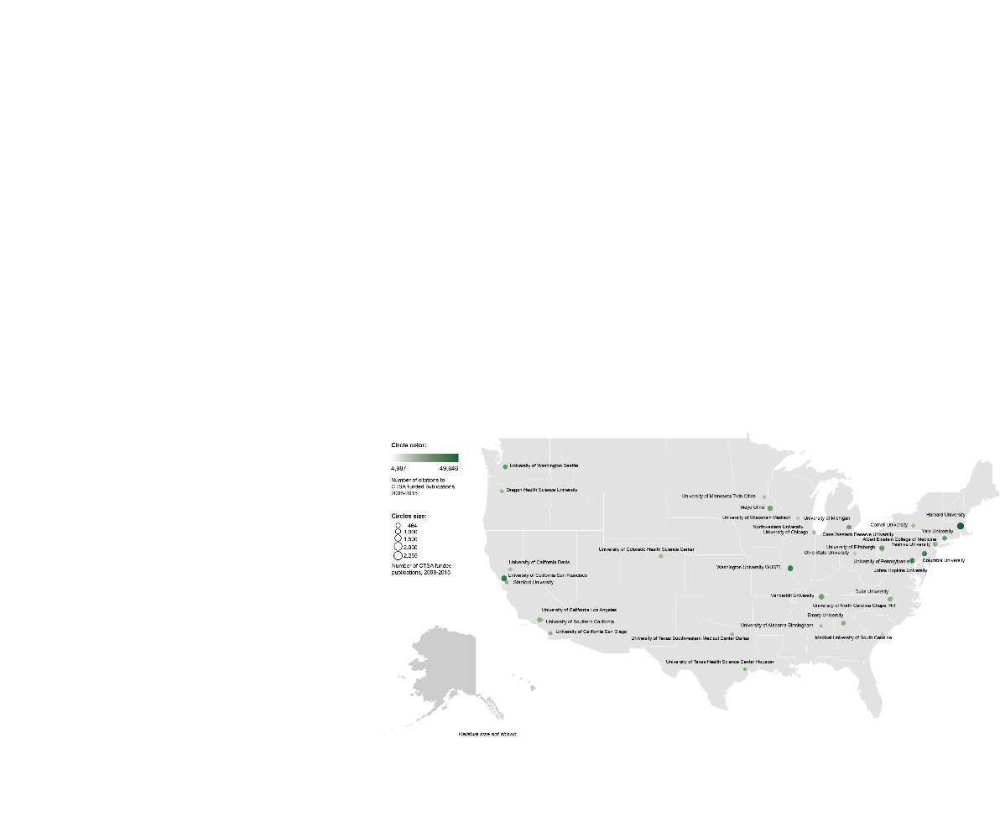 Circle color:
4,987 49,846
Number of citations to
CTSA funded publications,
2008-2015
Circles size:
464
1,000
1,500
2,000
2,256
Number of CTSA funded
publications, 2008-2015
University of Washington Seattle
Oregon Health Science University
University of Minnesota Twin Cities
Mayo Clinic
University of Wisconsin Madison
University of Michigan
Harvard University
Northwestern University
Cornell University
University of Chicago
Case Western Reserve University
Yale University
Albert Einstein College of Medicine
Yeshiva University
University of Pittsburgh
Ohio State University
University of Colorado Health Science Center
University of Pennsylvania
Columbia University
University of California Davis
Washington University WUSTL
Johns Hopkins University
University of California San Francisco
Stanford University
Vanderbilt University
Duke University
University of North Carolina Chapel Hill
University of California Los Angeles
Emory University
University of Southern California
University of Alabama Birmingham
University of California San Diego
University of Texas Southwestern Medical Center Dallas
Medical University of South Carolina
University of Texas Health Science Center Houston
Relative size not shown.